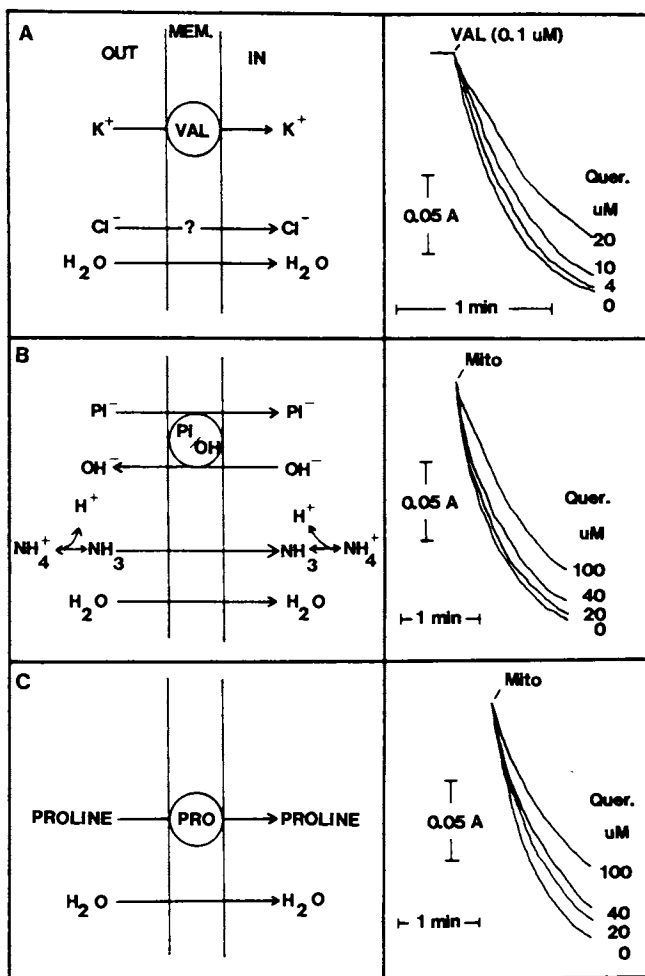 A
MEM.
OUT
IN
K+
VAL
K+
Cl-
?
Cl-
H2O
H2O
VAL (0.1 uM)
Quer.
uM
0.05 A
20
10
4
0
1 min
B
Pi-
Pi-
Pi
OH
OH-
OH-
H+
H+
NH4+
NH3
NH3
NH4+
H2O
H2O
Mito
0.05 A
Quer.
uM
100
40
20
0
1 min
C
PROLINE
PRO
PROLINE
H2O
H2O
Mito
0.05 A
Quer.
uM
100
40
20
0
1 min